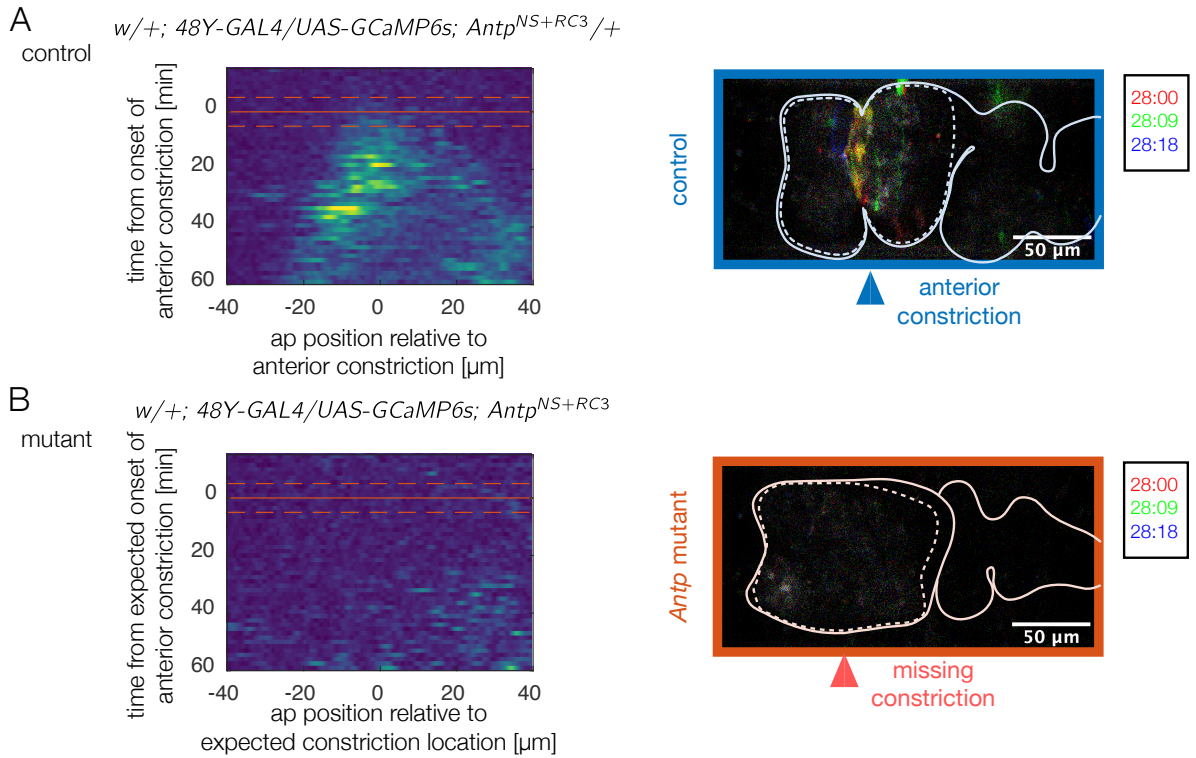 A
w/+; 48Y-GAL4/UAS-GCaMP6s; Antp^NS+RC3/+
control
time from onset of
anterior constriction [min]
0
20
40
60
-40
-20
0
20
40
ap position relative to
anterior constriction [µm]
control
50 µm
28:00
28:09
28:18
anterior
constriction
B
w/+; 48Y-GAL4/UAS-GCaMP6s; Antp^NS+RC3
mutant
time from expected onset of
anterior constriction [min]
0
20
40
60
-40
-20
0
20
40
ap position relative to
expected constriction location [µm]
Antp mutant
50 µm
28:00
28:09
28:18
missing
constriction